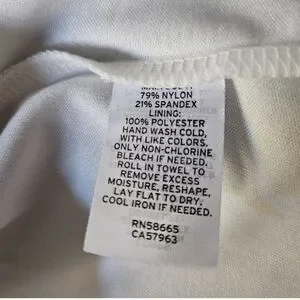 79% NYLON
21% SPANDEX
LINING:
100% POLYESTER
HAND WASH COLD,
WITH LIKE COLORS,
ONLY NON-CHLORINE
BLEACH IF NEEDED.
ROLL IN TOWEL TO
REMOVE EXCESS
MOISTURE, RESHAPE,
LAY FLAT TO DRY,
COOL IRON IF NEEDED.
RN58665
CA57963